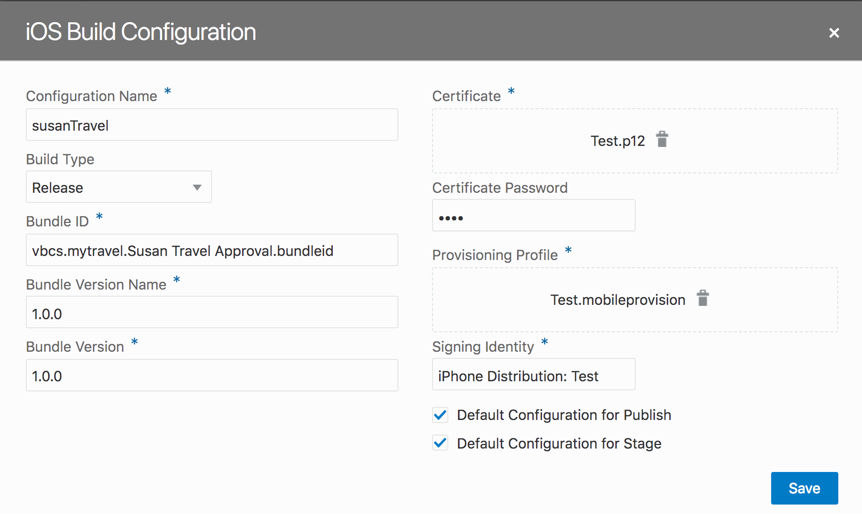 iOS Build Configuration ×
Configuration Name *
susanTravel
Build Type
Release
Bundle ID *
vbcs.mytravel.Susan Travel Approval.bundleid
Bundle Version Name *
1.0.0
Bundle Version *
1.0.0
Certificate *
Test.p12
Certificate Password
••••
Provisioning Profile *
Test.mobileprovision
Signing Identity *
iPhone Distribution: Test
Default Configuration for Publish
Default Configuration for Stage
Save